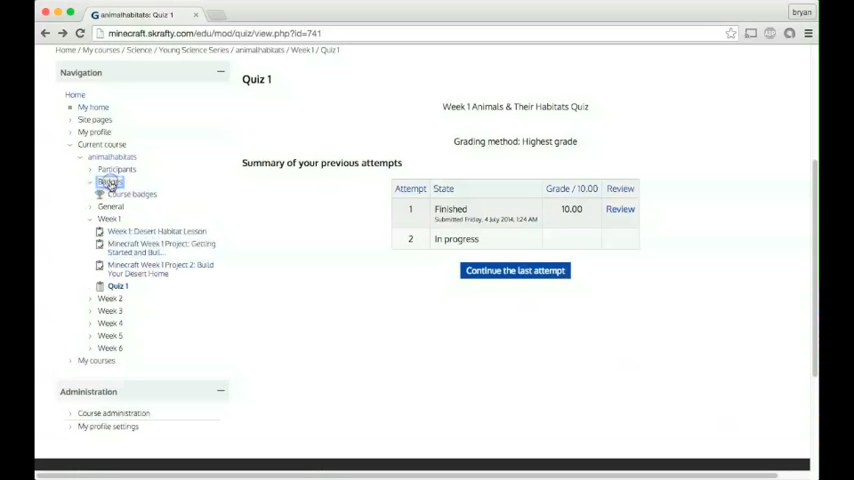 animalhabitats: Quiz 1
bryan
minecraft.skrafty.com/edu/mod/quiz/view.php?id=741
Home / My courses / Science / Young Science Series / animalhabitats / Week 1 / Quiz 1
Navigation
Home
My home
Site pages
My profile
Current course
animalhabitats
Participants
Badges
Course badges
General
Week 1
Week 1: Desert Habitat Lesson
Minecraft Week 1 Project: Getting
Started and Buil...
Minecraft Week 1 Project 2: Build
Your Desert Home
Quiz 1
Week 2
Week 3
Week 4
Week 5
Week 6
My courses
Administration
Course administration
My profile settings
Quiz 1
Week 1 Animals & Their Habitats Quiz
Grading method: Highest grade
Summary of your previous attempts
Attempt State Grade / 10.00 Review
1 Finished 10.00 Review
Submitted Friday, 4 July 2014, 1:24 AM
2 In progress
Continue the last attempt